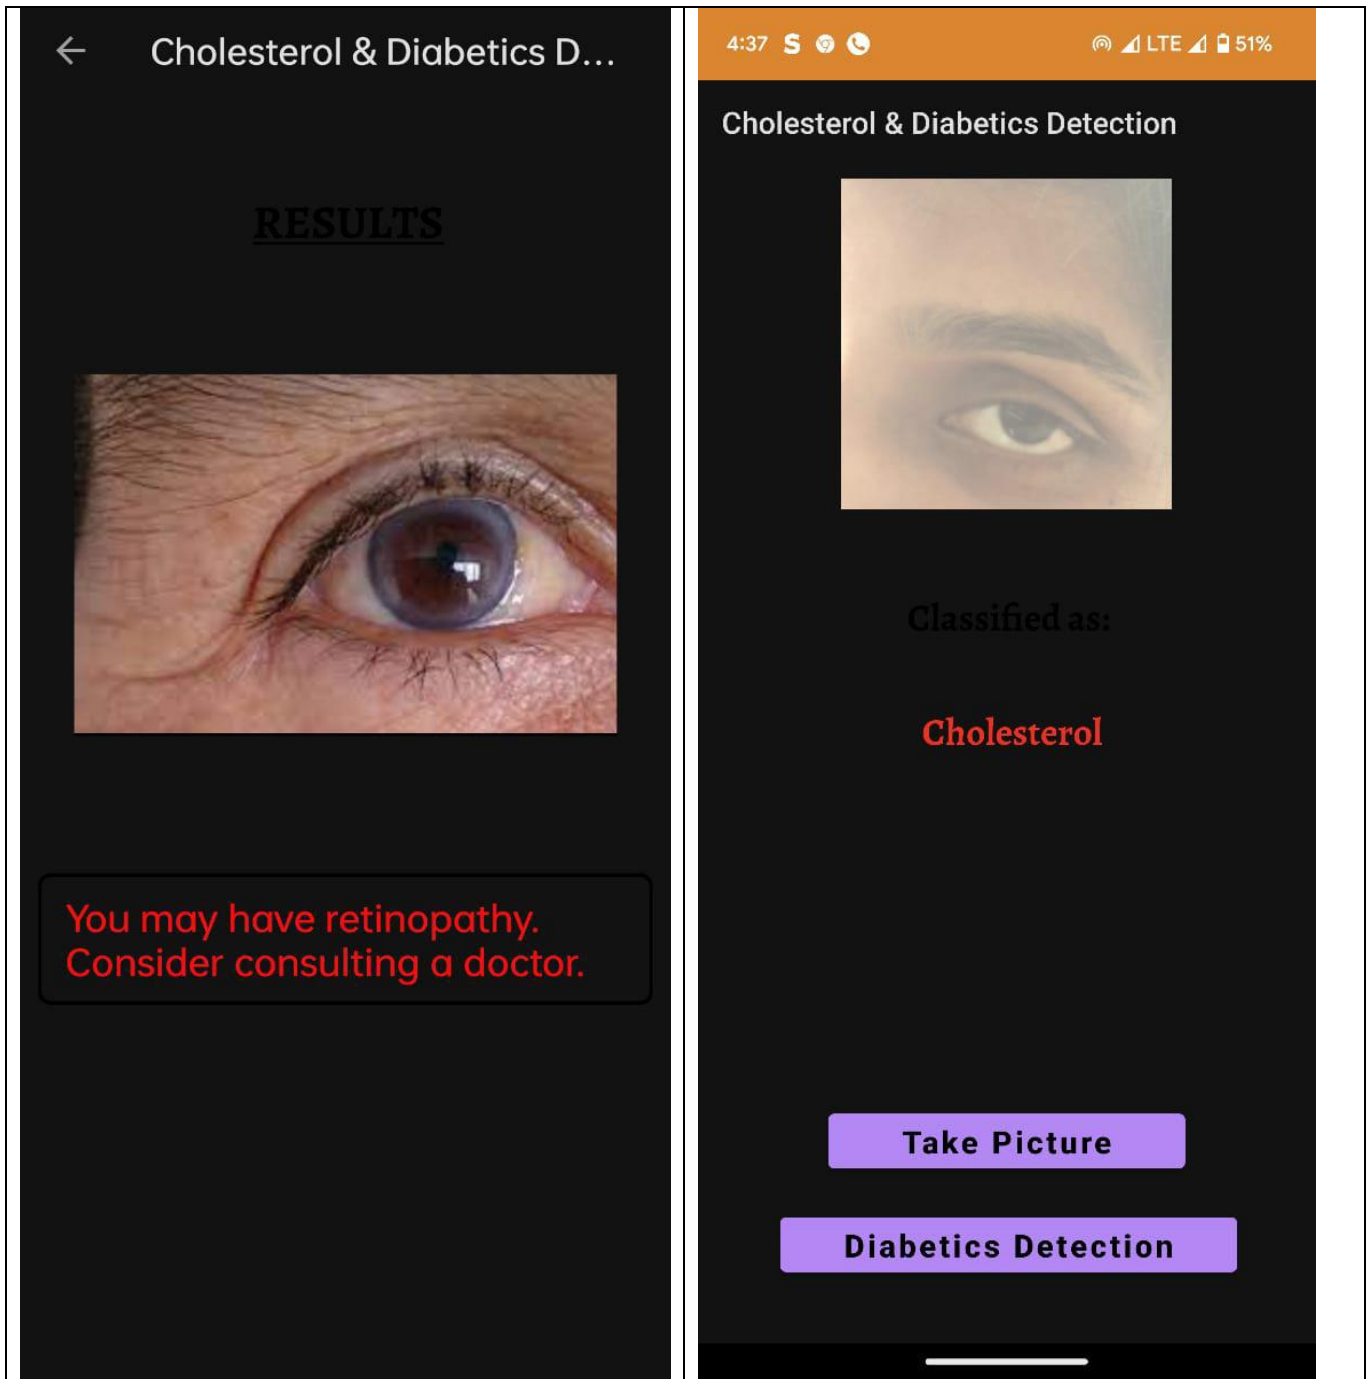 Cholesterol & Diabetics D...
RESULTS
You may have retinopathy.
Consider consulting a doctor.
4:37 S LTE 51%
Cholesterol & Diabetics Detection
Classified as:
Cholesterol
Take Picture
Diabetics Detection